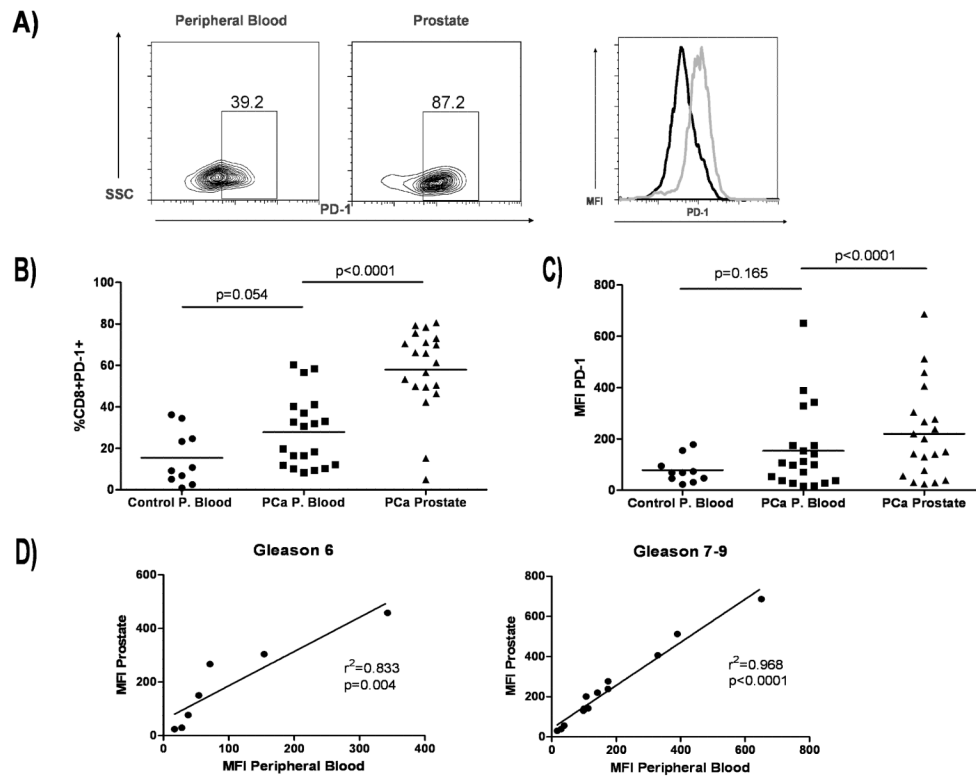 A)
Peripheral Blood
Prostate
39.2
87.2
SSC
PD-1
MFI
PD-1
B)
p<0.0001
p=0.054
100
80
60
40
20
0
%CD8+PD-1+
Control P. Blood
PCa P. Blood
PCa Prostate
C)
p<0.0001
p=0.165
800
600
400
200
0
MFI PD-1
Control P. Blood
PCa P. Blood
PCa Prostate
D)
Gleason 6
600
400
200
0
MFI Prostate
r²=0.833
p=0.004
0
100
200
300
400
MFI Peripheral Blood
Gleason 7-9
800
600
400
200
0
MFI Prostate
r²=0.968
p<0.0001
0
200
400
600
800
MFI Peripheral Blood